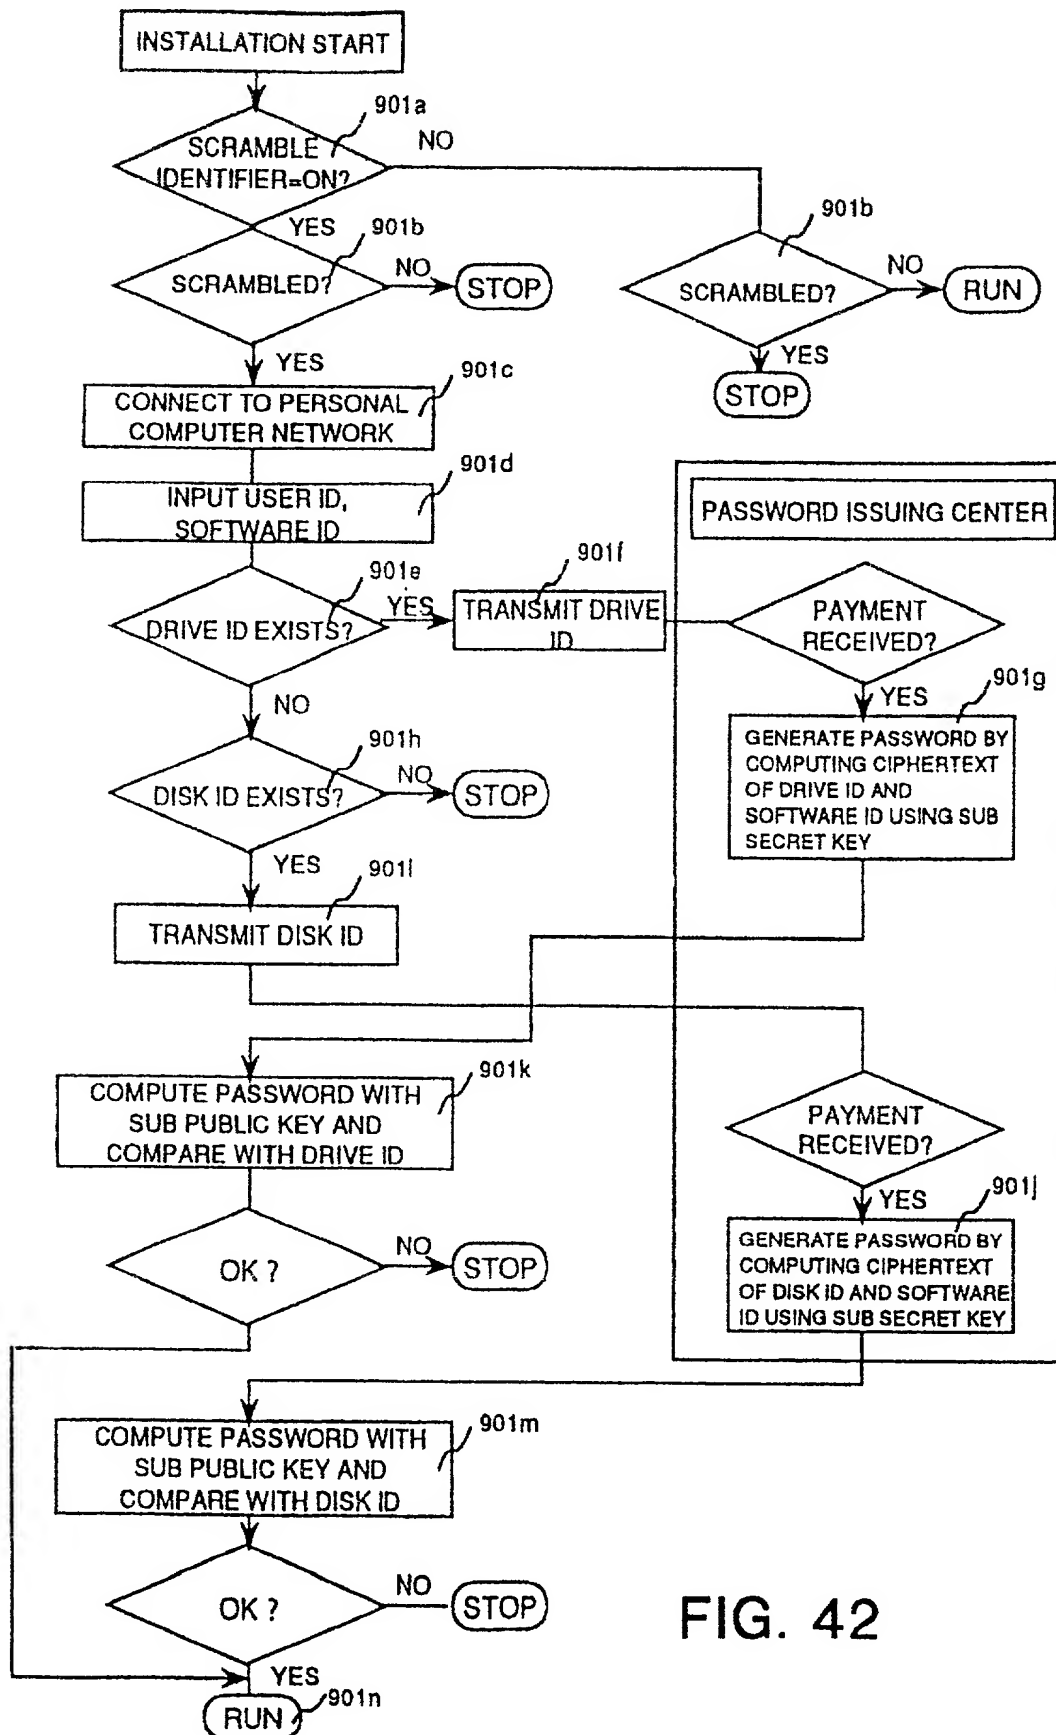 INSTALLATION START
901a
SCRAMBLE
IDENTIFIER=ON?
NO
YES
901b
SCRAMBLED?
NO
STOP
901b
SCRAMBLED?
NO
RUN
YES
STOP
YES
901c
CONNECT TO PERSONAL
COMPUTER NETWORK
901d
INPUT USER ID,
SOFTWARE ID
PASSWORD ISSUING CENTER
901e
DRIVE ID EXISTS?
YES
901f
TRANSMIT DRIVE
ID
PAYMENT
RECEIVED?
YES
901g
GENERATE PASSWORD BY
COMPUTING CIPHERTEXT
OF DRIVE ID AND
SOFTWARE ID USING SUB
SECRET KEY
NO
901h
DISK ID EXISTS?
NO
STOP
YES
901i
TRANSMIT DISK ID
901k
COMPUTE PASSWORD WITH
SUB PUBLIC KEY AND
COMPARE WITH DRIVE ID
PAYMENT
RECEIVED?
YES
901j
GENERATE PASSWORD BY
COMPUTING CIPHERTEXT
OF DISK ID AND SOFTWARE
ID USING SUB SECRET KEY
OK ?
NO
STOP
901m
COMPUTE PASSWORD WITH
SUB PUBLIC KEY AND
COMPARE WITH DISK ID
OK ?
NO
STOP
YES
901n
RUN
FIG. 42